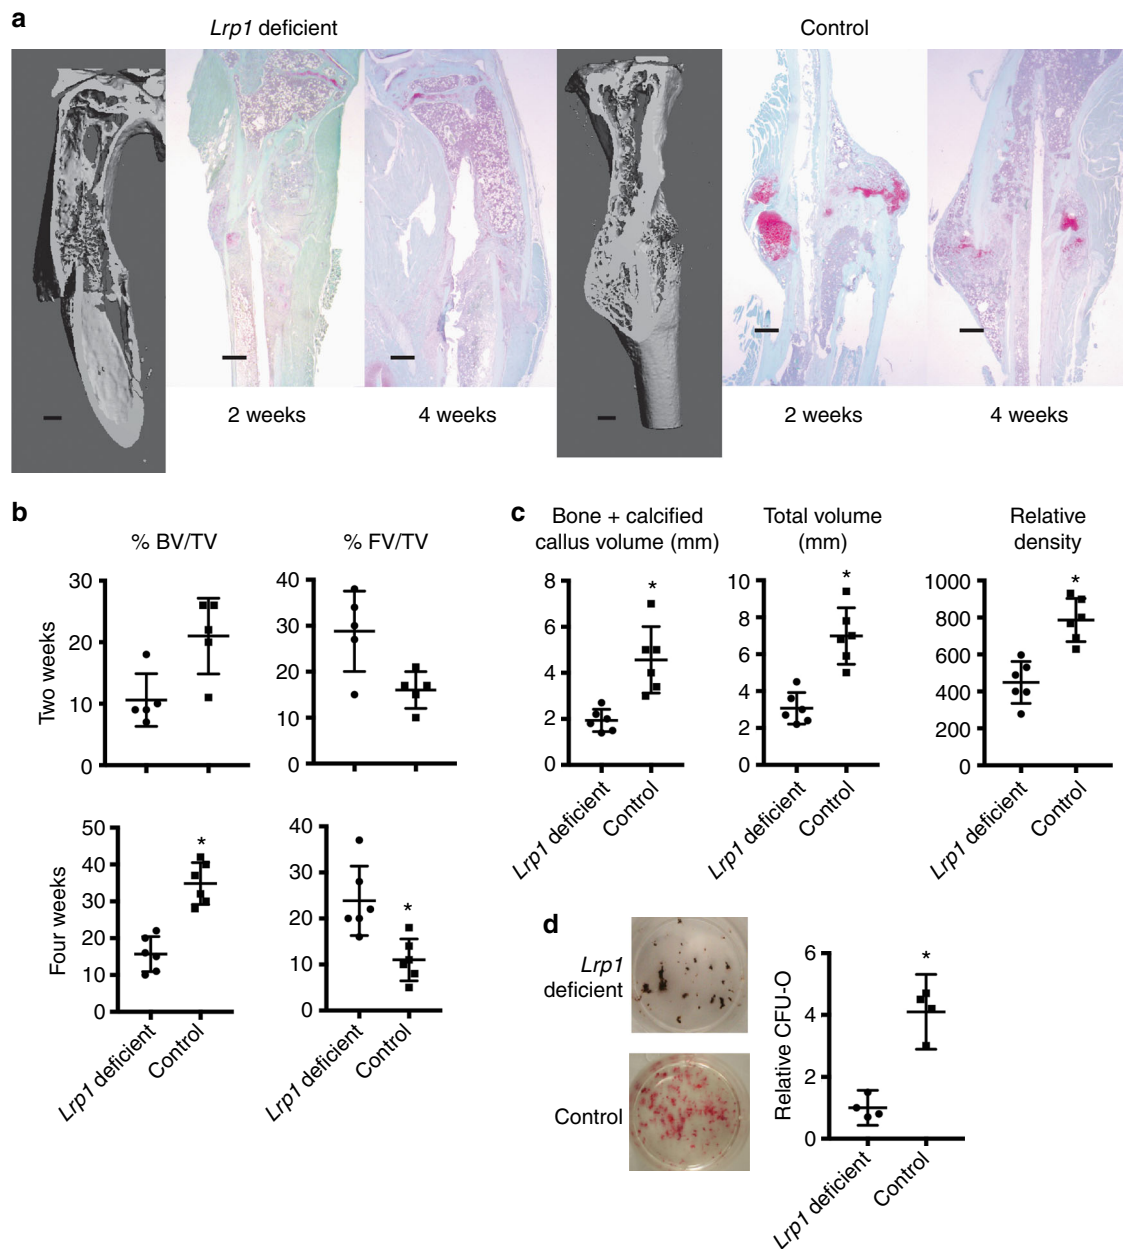 a
Lrp1 deficient
Control
2 weeks
4 weeks
2 weeks
4 weeks
b
% BV/TV
% FV/TV
Two weeks
30
20
10
0
40
30
20
10
0
Four weeks
50
40
30
20
10
0
40
30
20
10
0
*
*
Lrp1 deficient
Control
Lrp1 deficient
Control
c
Bone + calcified
callus volume (mm)
Total volume
(mm)
Relative
density
8
6
4
2
0
*
10
8
6
4
2
0
*
1000
800
600
400
200
0
*
Lrp1 deficient
Control
Lrp1 deficient
Control
Lrp1 deficient
Control
d
Lrp1
deficient
Control
Relative CFU-O
6
4
2
0
*
Lrp1 deficient
Control